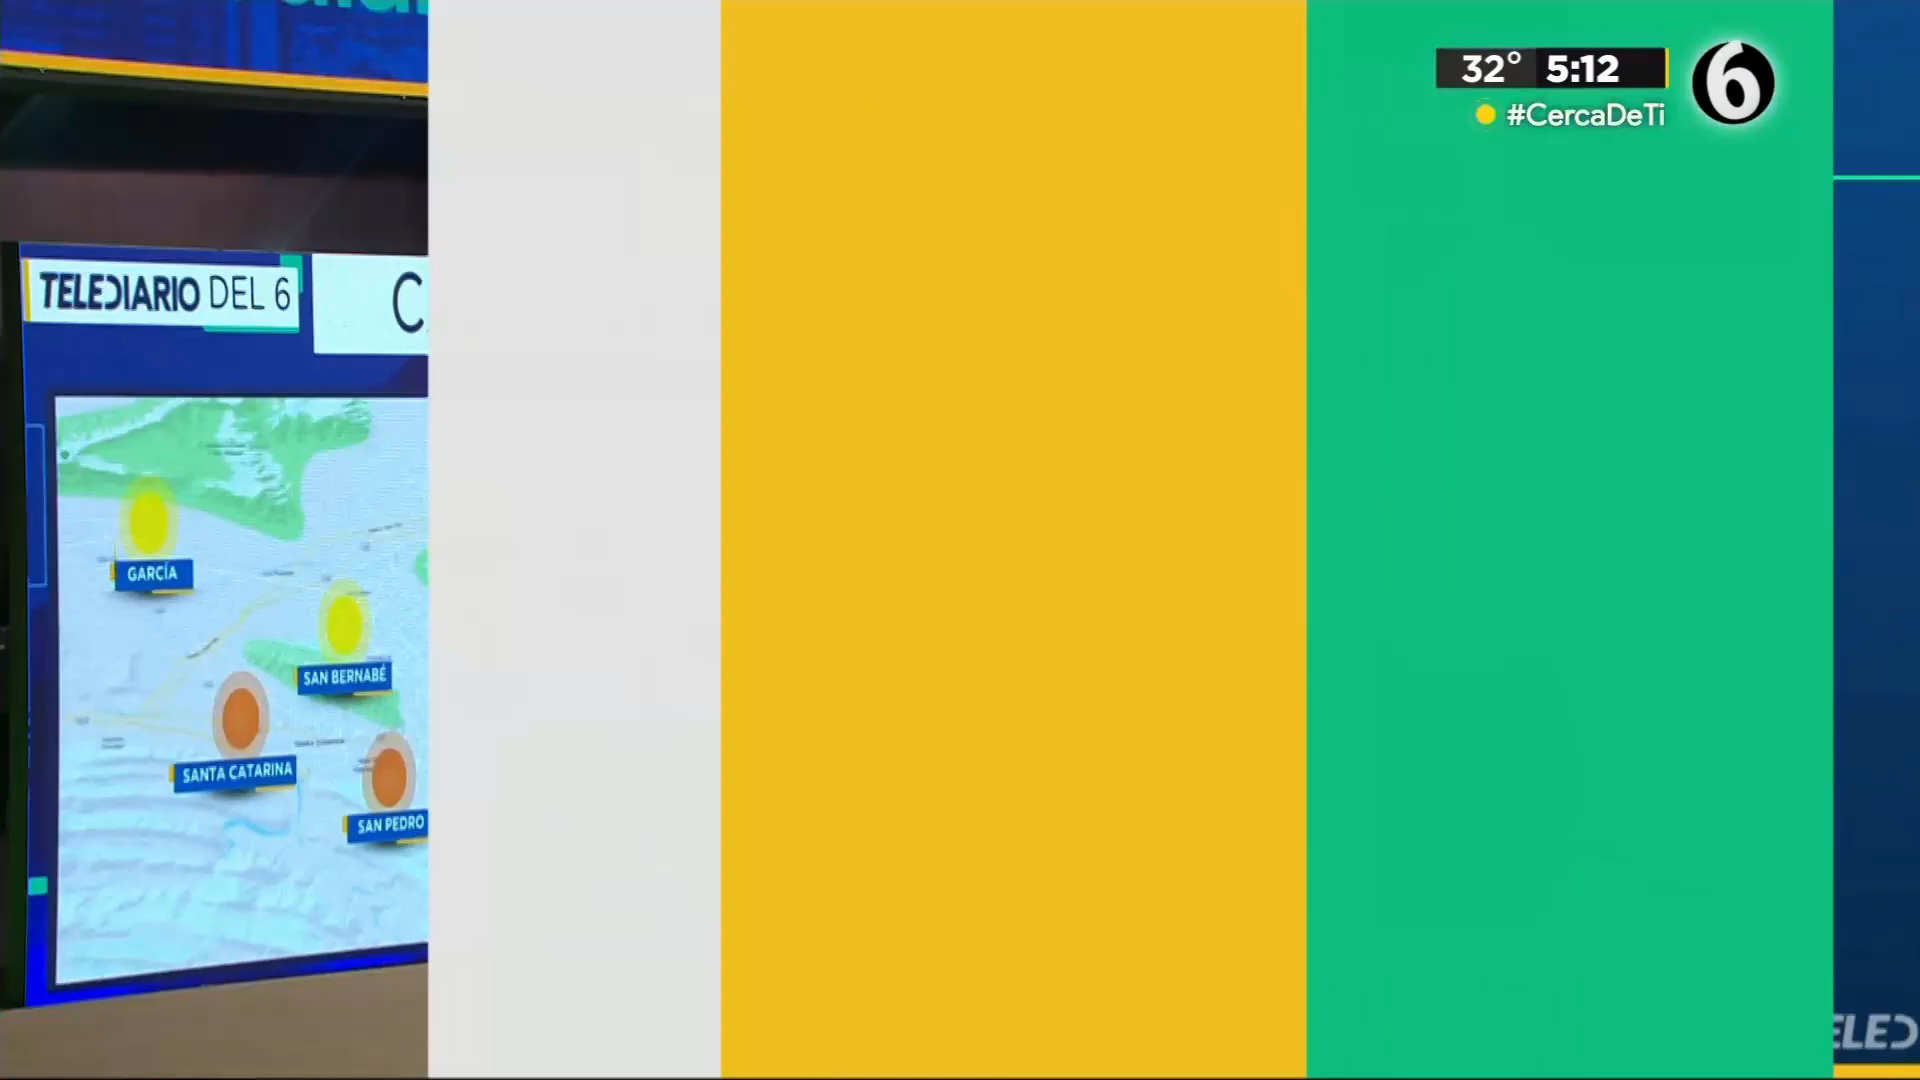 32° 5:12
6
#CercaDeTi
TELEDIARIO DEL 6
GARCÍA
SAN BERNABÉ
SANTA CATARINA
SAN PEDRO